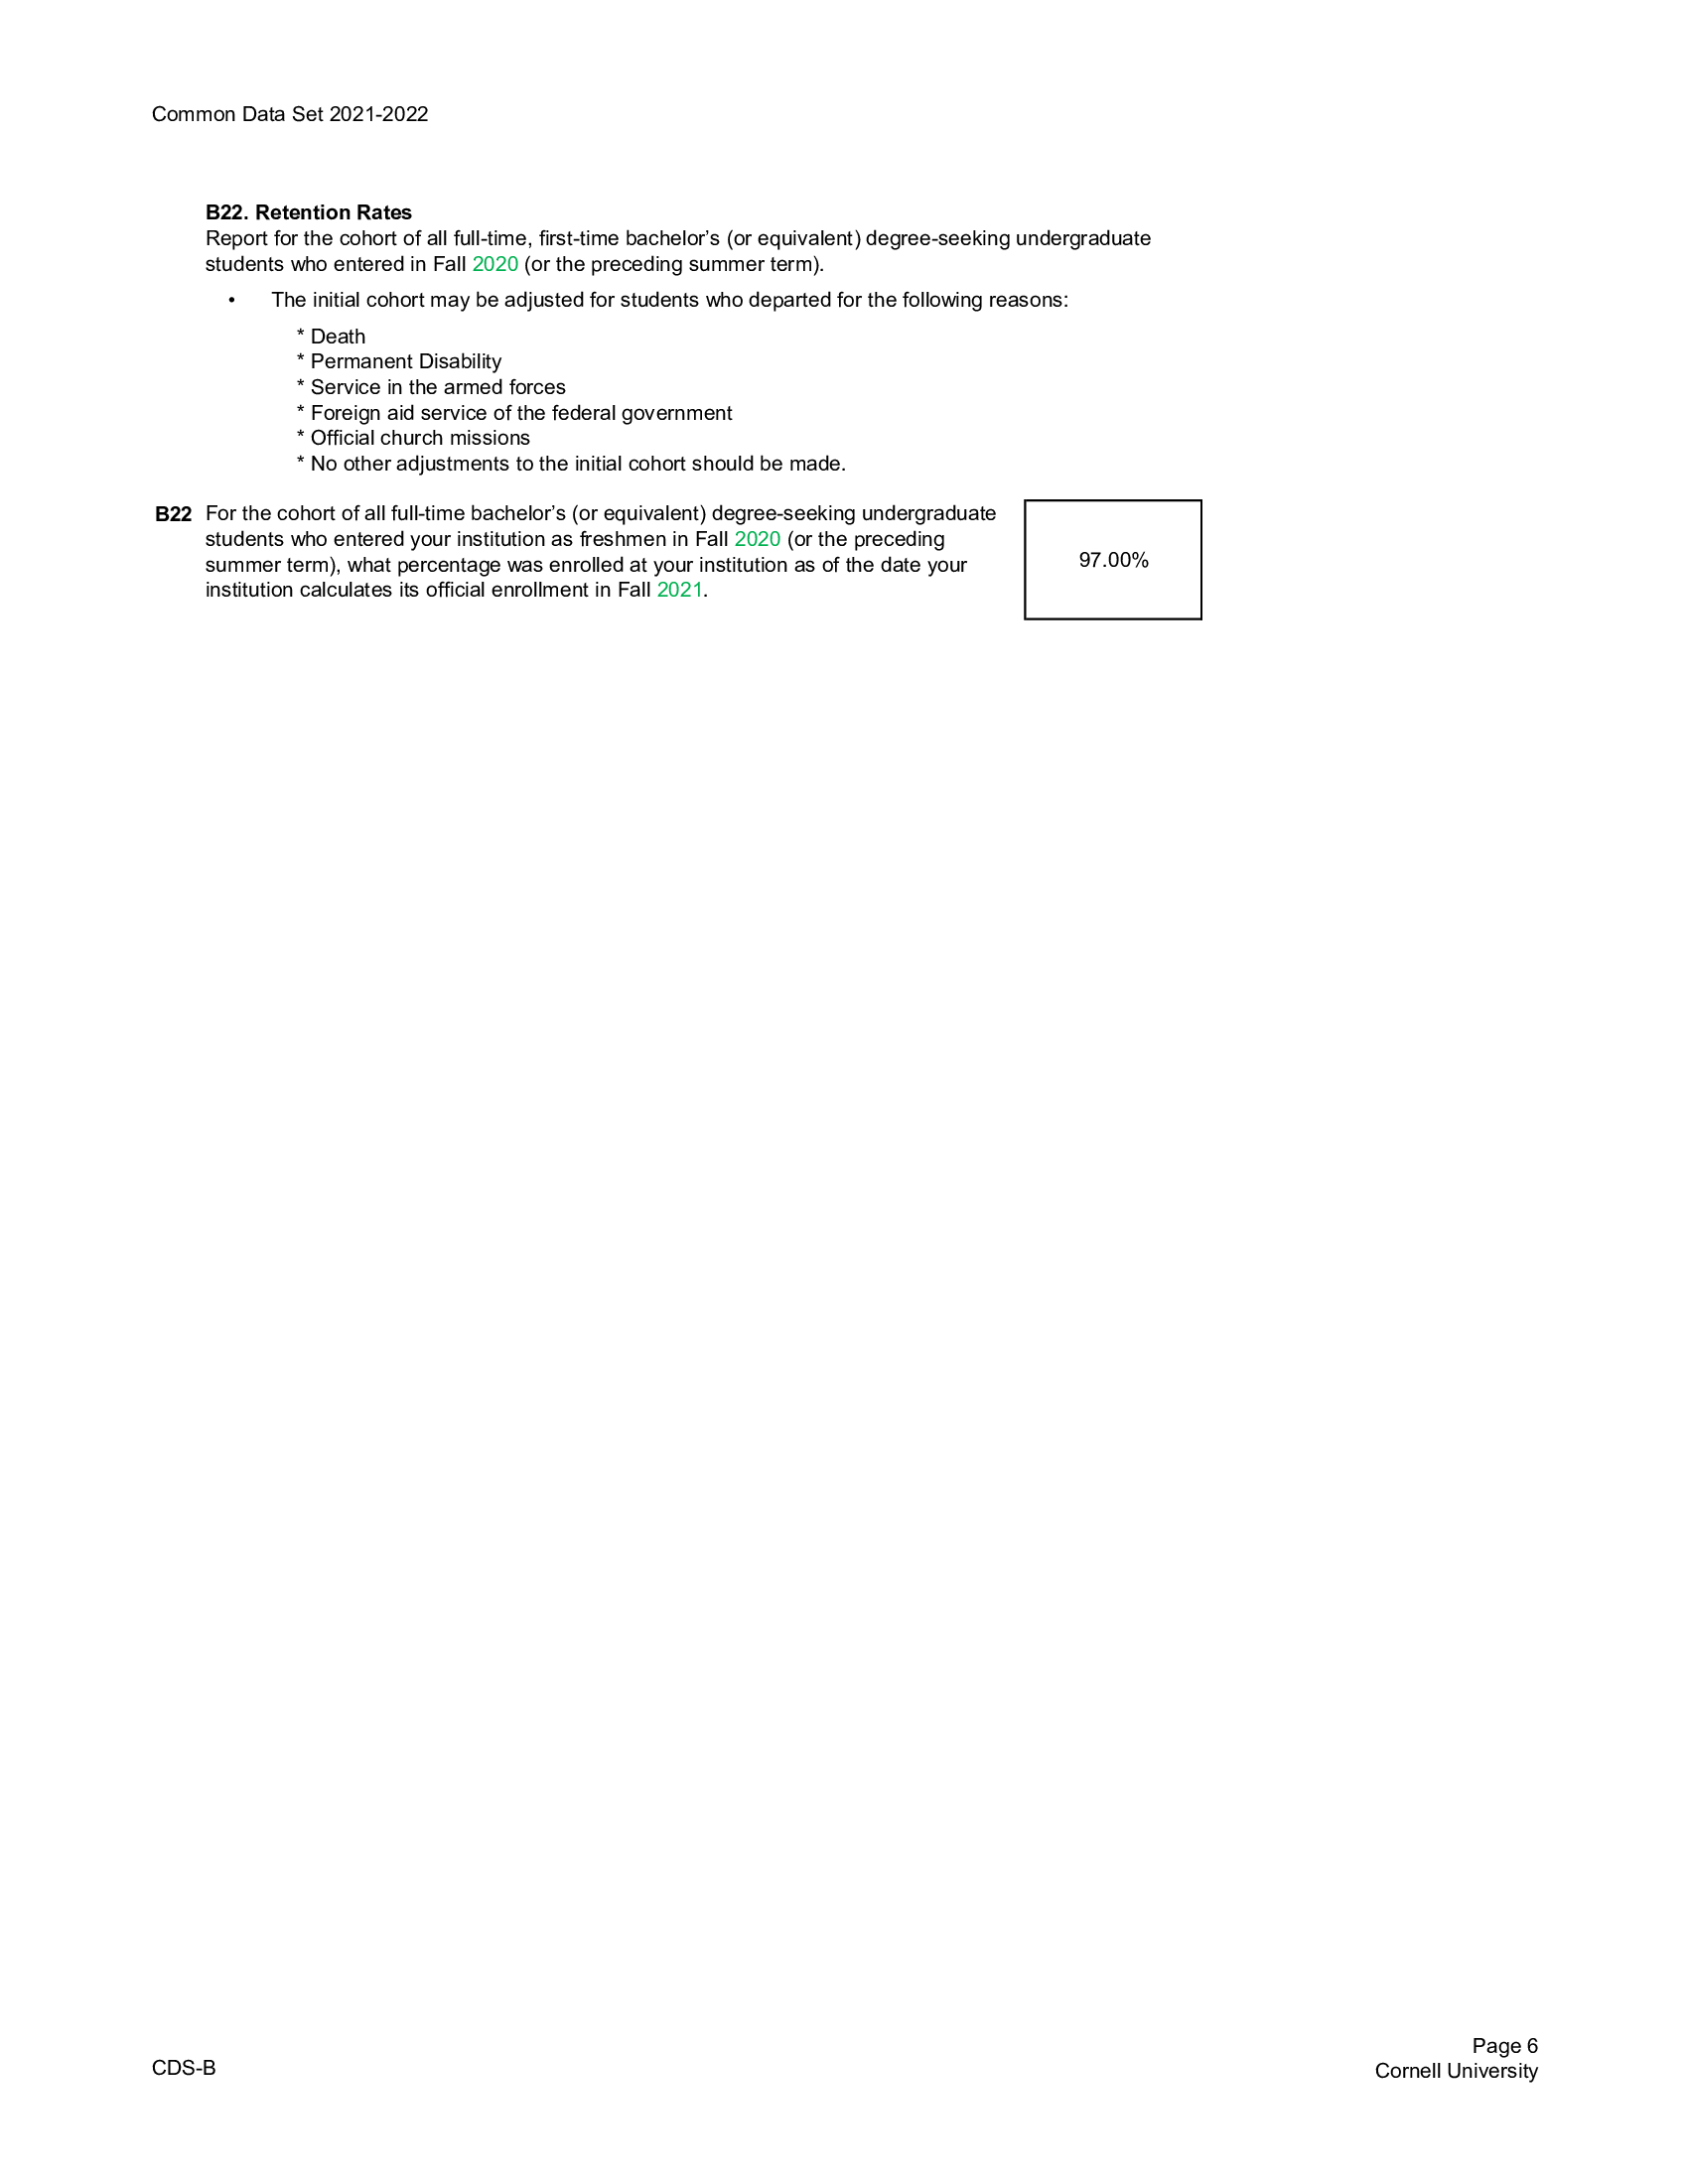 Common Data Set 2021-2022
B22. Retention Rates
Report for the cohort of all full-time, first-time bachelor’s (or equivalent) degree-seeking undergraduate
students who entered in Fall 2020 (or the preceding summer term).
• The initial cohort may be adjusted for students who departed for the following reasons:
* Death
* Permanent Disability
* Service in the armed forces
* Foreign aid service of the federal government
* Official church missions
* No other adjustments to the initial cohort should be made.
B22 For the cohort of all full-time bachelor’s (or equivalent) degree-seeking undergraduate
students who entered your institution as freshmen in Fall 2020 (or the preceding
summer term), what percentage was enrolled at your institution as of the date your
institution calculates its official enrollment in Fall 2021.
97.00%
CDS-B
Page 6
Cornell University